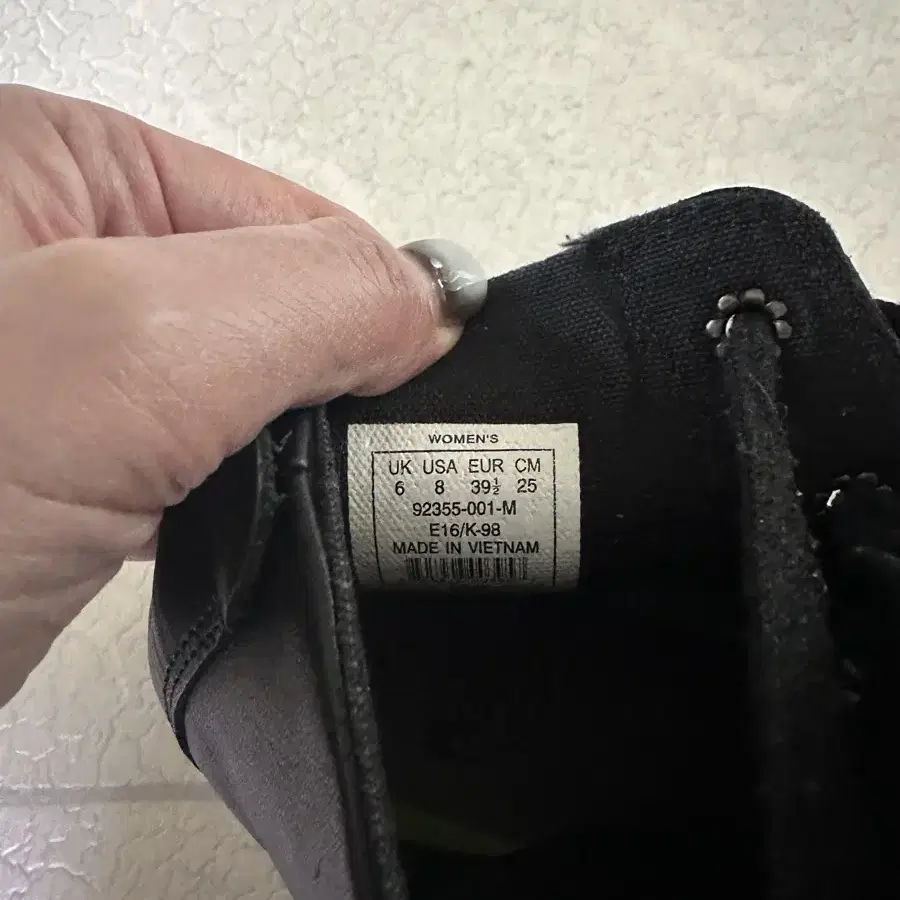 WOMEN'S
UK USA EUR CM
6 8 39½ 25
92355-001-M
E16/K-98
MADE IN VIETNAM